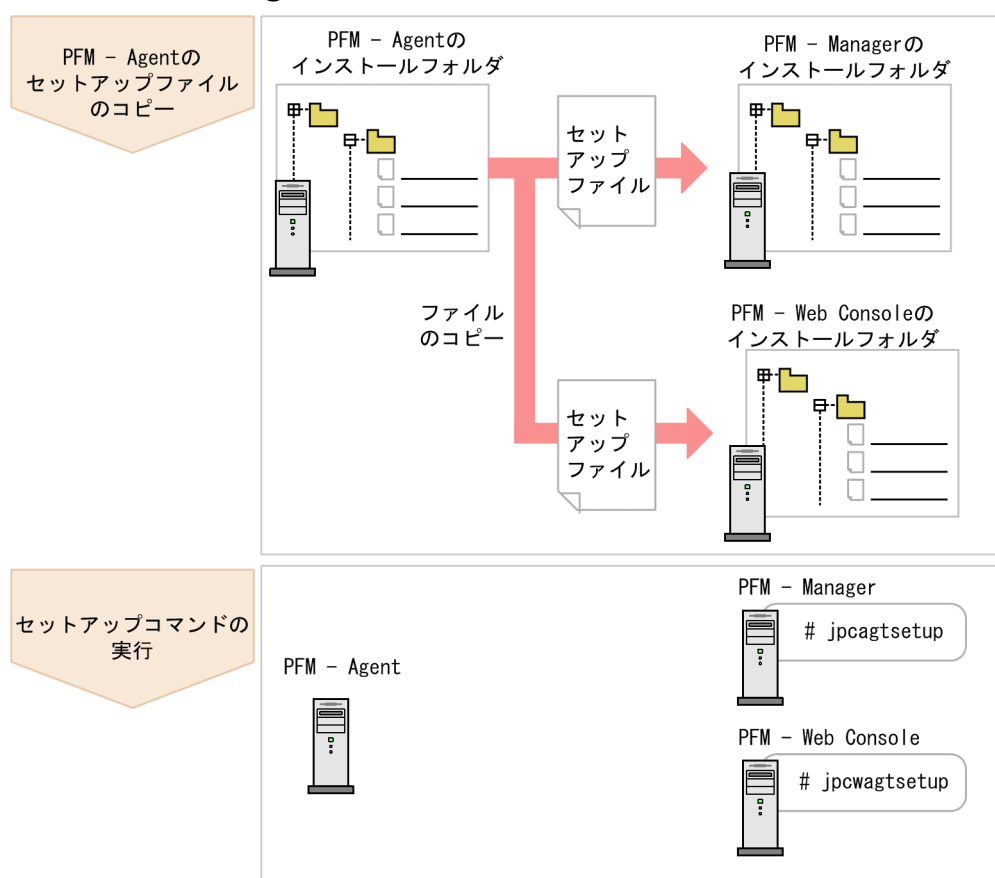 PFM － Agentの
セットアップファイル
のコピー
PFM － Agentの
インストールフォルダ
PFM － Managerの
インストールフォルダ
セット
アップ
ファイル
ファイル
のコピー
PFM － Web Consoleの
インストールフォルダ
セット
アップ
ファイル
セットアップコマンドの
実行
PFM － Agent
PFM － Manager
# jpcagtsetup
PFM － Web Console
# jpcwagtsetup